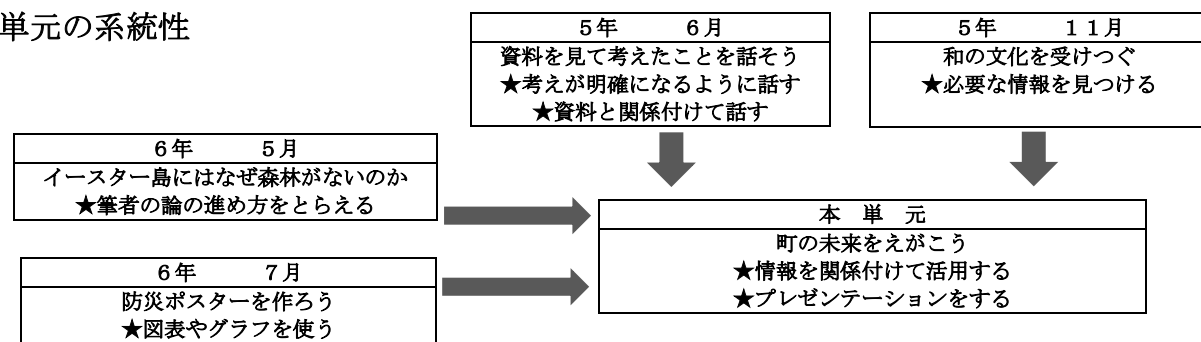 単元の系統性
５年　　　６月
資料を見て考えたことを話そう
★考えが明確になるように話す
★資料と関係付けて話す
５年　　　１１月
和の文化を受けつぐ
★必要な情報を見つける
６年　　　５月
イースター島にはなぜ森林がないのか
★筆者の論の進め方をとらえる
６年　　　７月
防災ポスターを作ろう
★図表やグラフを使う
本　単　元
町の未来をえがこう
★情報を関係付けて活用する
★プレゼンテーションをする